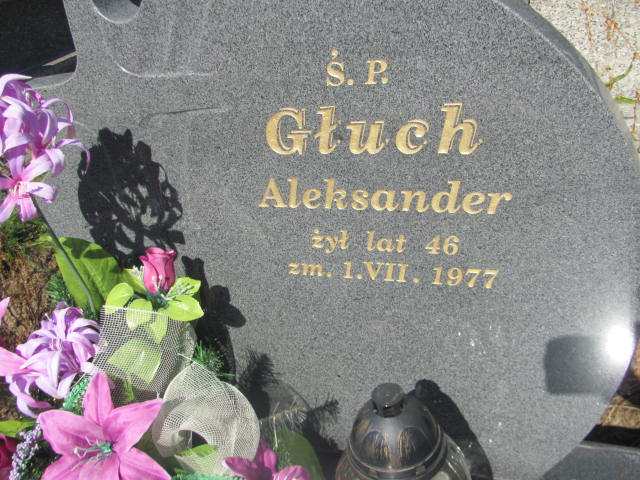 Ś. P.
Głuch
Aleksander
żył lat 46
zm. 1.VII. 1977